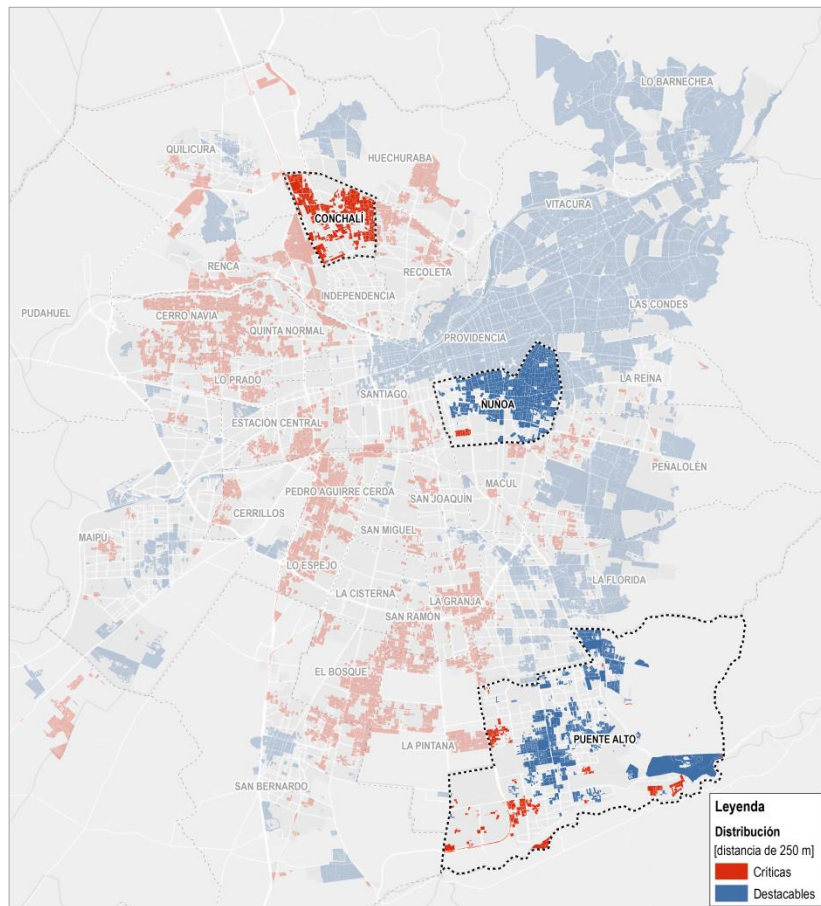 LO BARNECHEA
QUILICURA
HUECHURABA
VITACURA
CONCHALÍ
RENCA
RECOLETA
INDEPENDENCIA
LAS CONDES
PUDAHUEL
CERRO NAVIA
QUINTA NORMAL
PROVIDENCIA
LO PRADO
LA REINA
SANTIAGO
ÑUÑOA
ESTACIÓN CENTRAL
PEÑALOLÉN
MACUL
PEDRO AGUIRRE CERDA
SAN JOAQUÍN
CERRILLOS
SAN MIGUEL
MAIPÚ
LO ESPEJO
LA FLORIDA
LA CISTERNA
LA GRANJA
SAN RAMÓN
EL BOSQUE
PUENTE ALTO
LA PINTANA
SAN BERNARDO
Leyenda
Distribución
[distancia de 250 m]
Críticas
Destacables